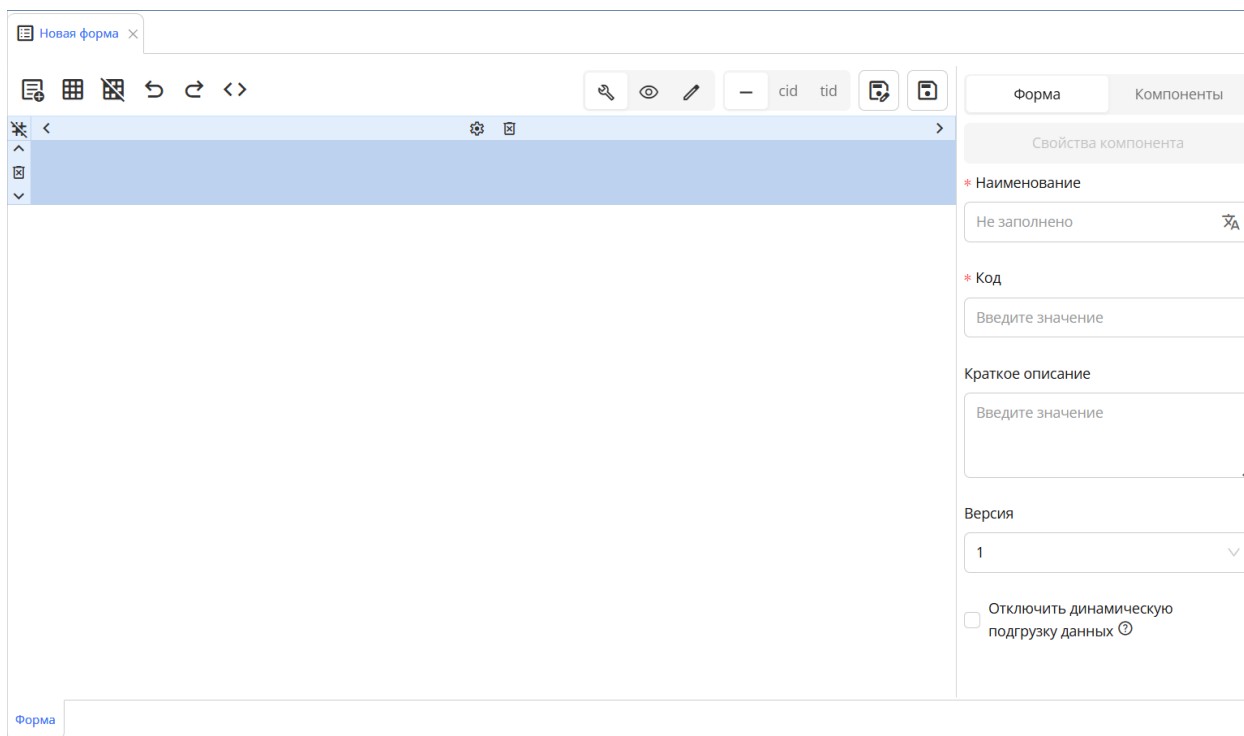 Новая форма
cid tid
Форма Компоненты
Свойства компонента
* Наименование
Не заполнено
* Код
Введите значение
Краткое описание
Введите значение
Версия
1
Отключить динамическую
подгрузку данных
Форма